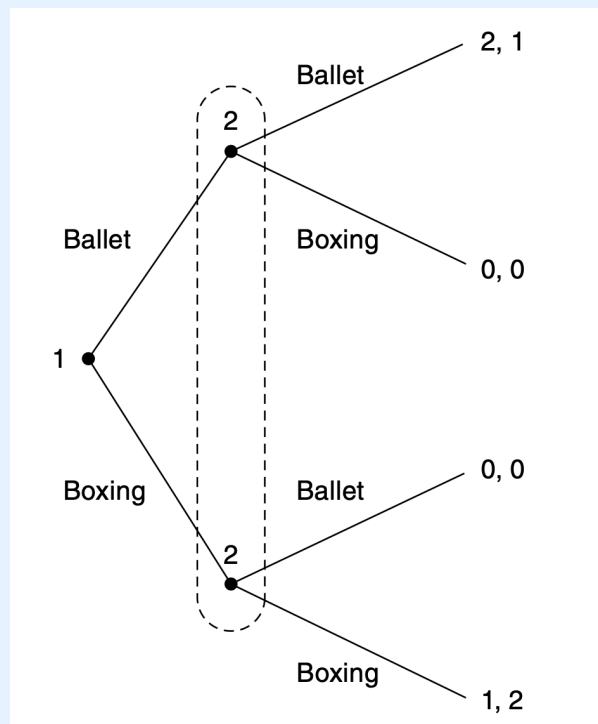 2, 1
Ballet
2
Ballet
Boxing
0, 0
1
Boxing
Ballet
0, 0
2
Boxing
1, 2